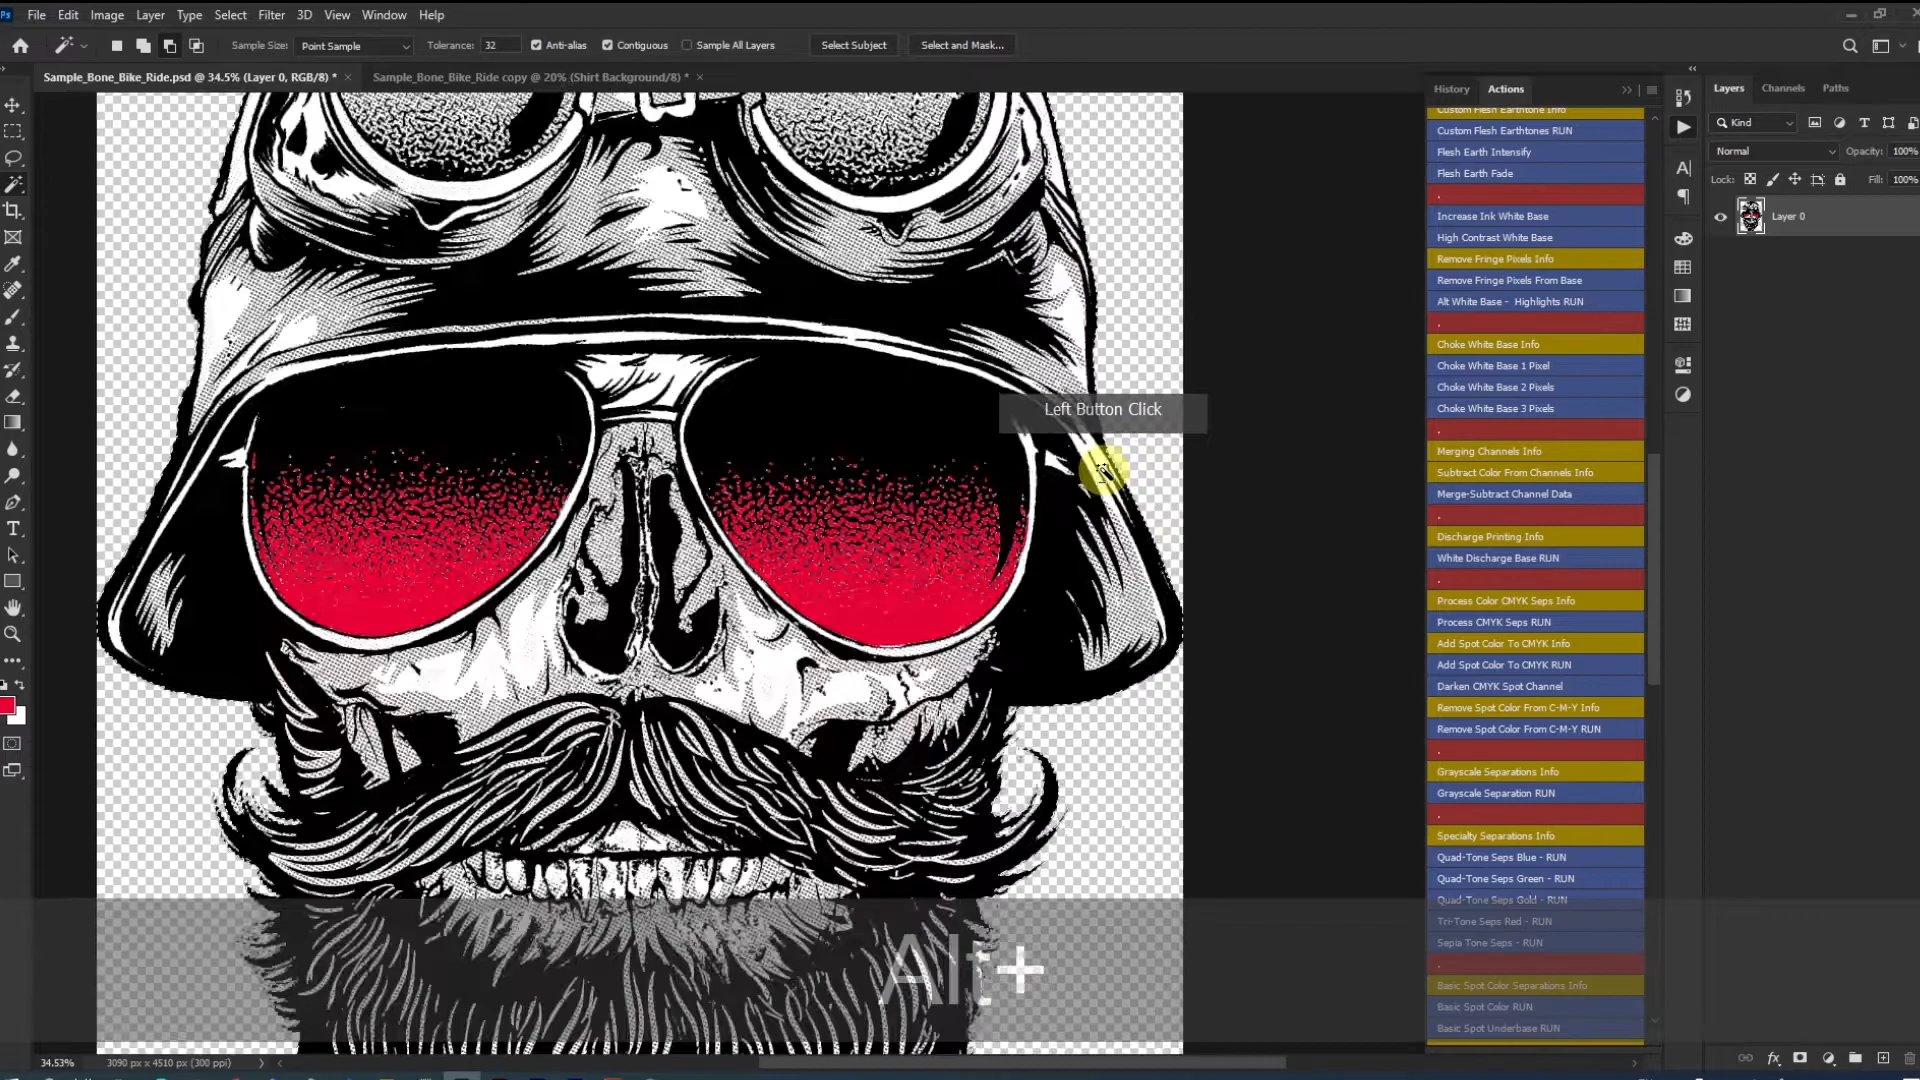 Ps File Edit Image Layer Type Select Filter 3D View Window Help
Sample Size: Point Sample Tolerance: 32 Anti-alias Contiguous Sample All Layers Select Subject Select and Mask...
Sample_Bone_Bike_Ride.psd @ 34.5% (Layer 0, RGB/8) * × Sample_Bone_Bike_Ride copy @ 20% (Shirt Background/8) * ×
History Actions
Custom Flesh Earthtone Info
Custom Flesh Earthtones RUN
Flesh Earth Intensify
Flesh Earth Fade
.
Increase Ink White Base
High Contrast White Base
Remove Fringe Pixels Info
Remove Fringe Pixels From Base
Alt White Base - Highlights RUN
.
Choke White Base Info
Choke White Base 1 Pixel
Choke White Base 2 Pixels
Choke White Base 3 Pixels
.
Merging Channels Info
Subtract Color From Channels Info
Merge-Subtract Channel Data
.
Discharge Printing Info
White Discharge Base RUN
.
Process Color CMYK Seps Info
Process CMYK Seps RUN
Add Spot Color To CMYK Info
Add Spot Color To CMYK RUN
Darken CMYK Spot Channel
Remove Spot Color From C-M-Y Info
Remove Spot Color From C-M-Y RUN
.
Grayscale Separations Info
Grayscale Separation RUN
.
Specialty Separations Info
Quad-Tone Seps Blue - RUN
Quad-Tone Seps Green - RUN
Quad-Tone Seps Gold - RUN
Tri-Tone Seps Red - RUN
Sepia Tone Seps - RUN
.
Basic Spot Color Separations Info
Basic Spot Color RUN
Basic Spot Underbase RUN
Layers Channels Paths
Kind
Normal Opacity: 100%
Lock: Fill: 100%
Layer 0
Left Button Click
Alt+
34.53% 3090 px x 4510 px (300 ppi)